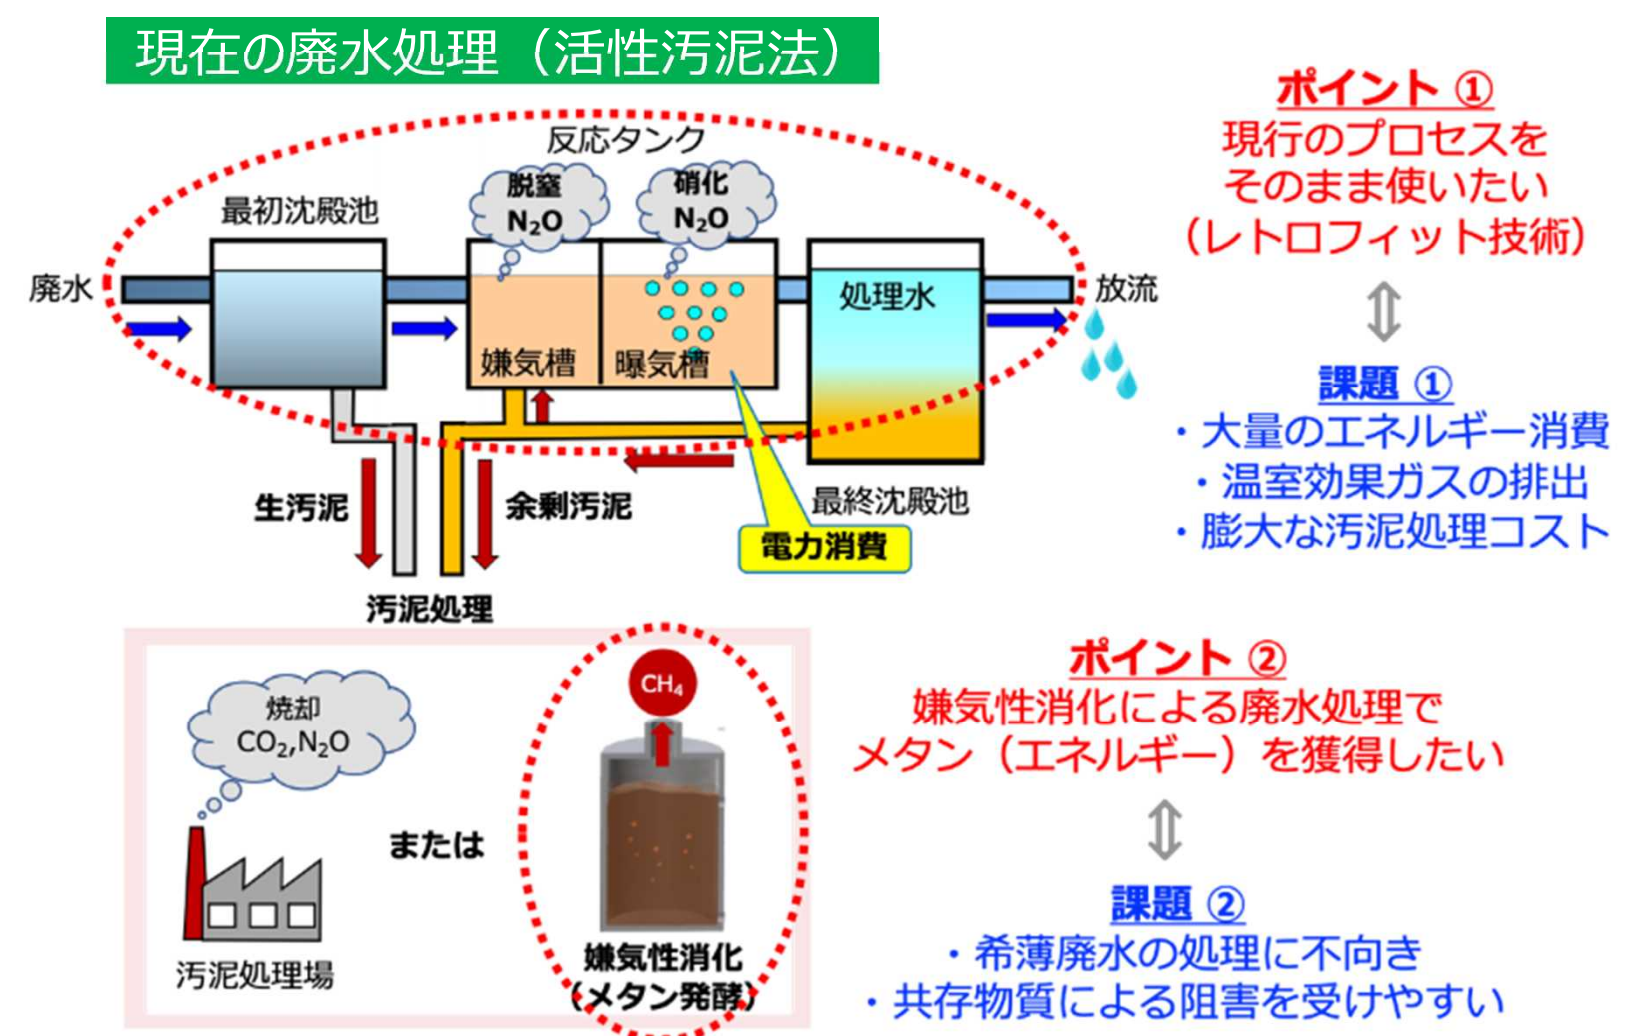 現在の廃水処理（活性汚泥法）
反応タンク
脱窒
N₂O
硝化
N₂O
最初沈殿池
廃水
処理水
放流
嫌気槽
曝気槽
生汚泥
余剰汚泥
最終沈殿池
電力消費
汚泥処理
焼却
CO₂,N₂O
または
汚泥処理場
CH₄
嫌気性消化
（メタン発酵）
ポイント ①
現行のプロセスを
そのまま使いたい
（レトロフィット技術）
⇕
課題 ①
・大量のエネルギー消費
・温室効果ガスの排出
・膨大な汚泥処理コスト
ポイント ②
嫌気性消化による廃水処理で
メタン（エネルギー）を獲得したい
⇕
課題 ②
・希薄廃水の処理に不向き
・共存物質による阻害を受けやすい